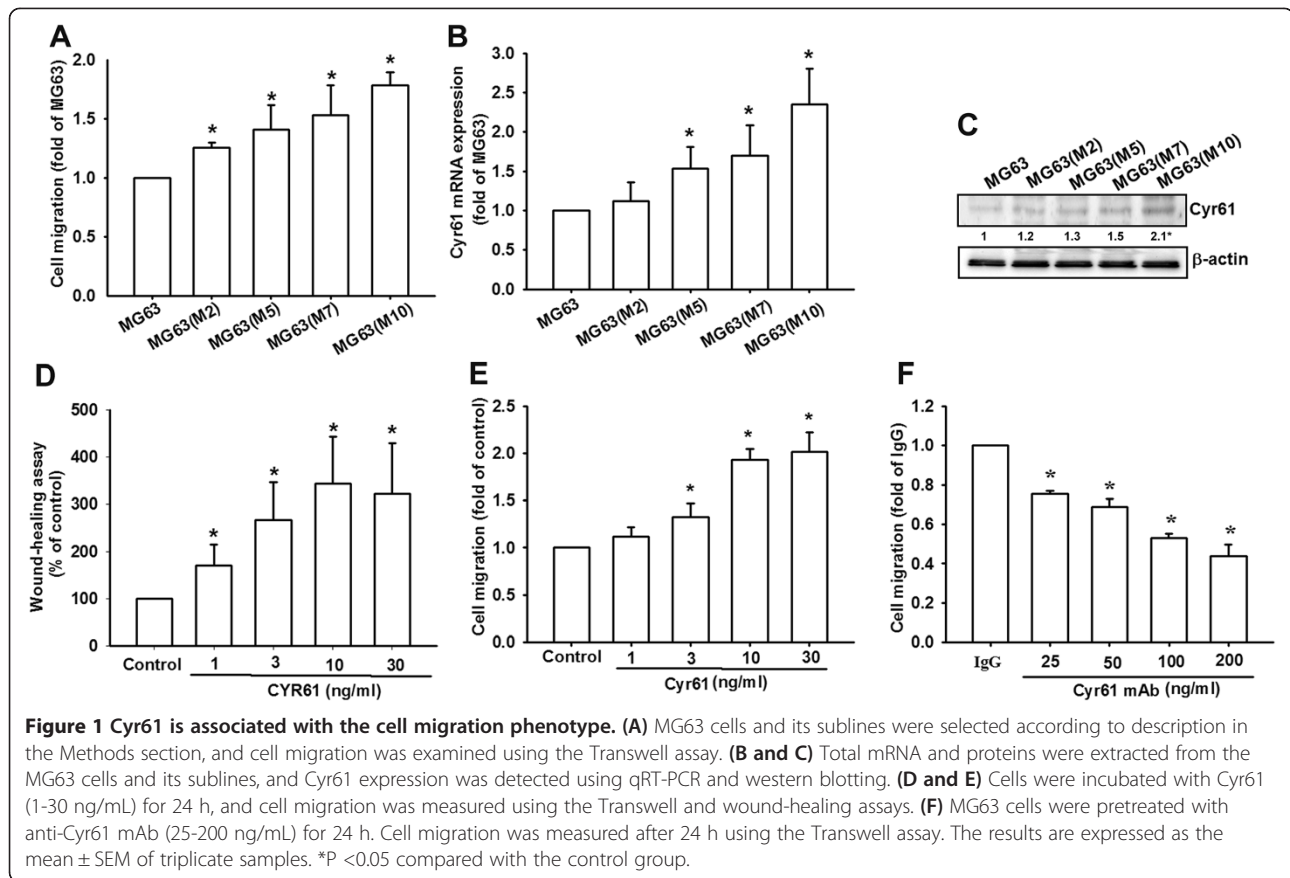 A
Cell migration (fold of MG63)
2.0
1.5
1.0
0.5
0.0
*
*
*
*
MG63
MG63(M2)
MG63(M5)
MG63(M7)
MG63(M10)
B
Cyr61 mRNA expression
(fold of MG63)
3.0
2.5
2.0
1.5
1.0
0.5
0.0
*
*
*
MG63
MG63(M2)
MG63(M5)
MG63(M7)
MG63(M10)
C
MG63
MG63(M2)
MG63(M5)
MG63(M7)
MG63(M10)
Cyr61
1 1.2 1.3 1.5 2.1*
β-actin
D
Wound-healing assay
(% of control)
500
400
300
200
100
0
*
*
*
*
Control 1 3 10 30
CYR61 (ng/ml)
E
Cell migration (fold of control)
2.5
2.0
1.5
1.0
0.5
0.0
*
*
*
Control 1 3 10 30
Cyr61 (ng/ml)
F
Cell migration (fold of IgG)
1.2
1.0
0.8
0.6
0.4
0.2
0.0
*
*
*
*
IgG 25 50 100 200
Cyr61 mAb (ng/ml)
Figure 1 Cyr61 is associated with the cell migration phenotype. (A) MG63 cells and its sublines were selected according to description in
the Methods section, and cell migration was examined using the Transwell assay. (B and C) Total mRNA and proteins were extracted from the
MG63 cells and its sublines, and Cyr61 expression was detected using qRT-PCR and western blotting. (D and E) Cells were incubated with Cyr61
(1-30 ng/mL) for 24 h, and cell migration was measured using the Transwell and wound-healing assays. (F) MG63 cells were pretreated with
anti-Cyr61 mAb (25-200 ng/mL) for 24 h. Cell migration was measured after 24 h using the Transwell assay. The results are expressed as the
mean ± SEM of triplicate samples. *P <0.05 compared with the control group.